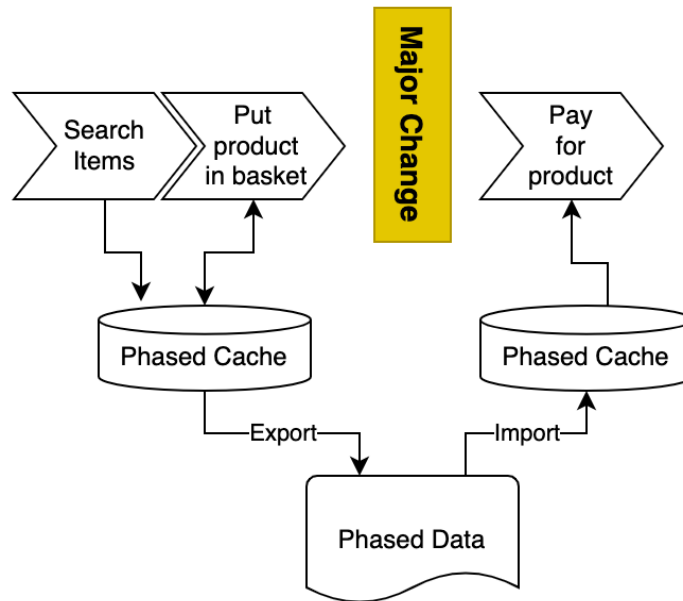 Search
Items
Put
product
in basket
Major Change
Pay
for
product
Phased Cache
Phased Cache
Export
Import
Phased Data